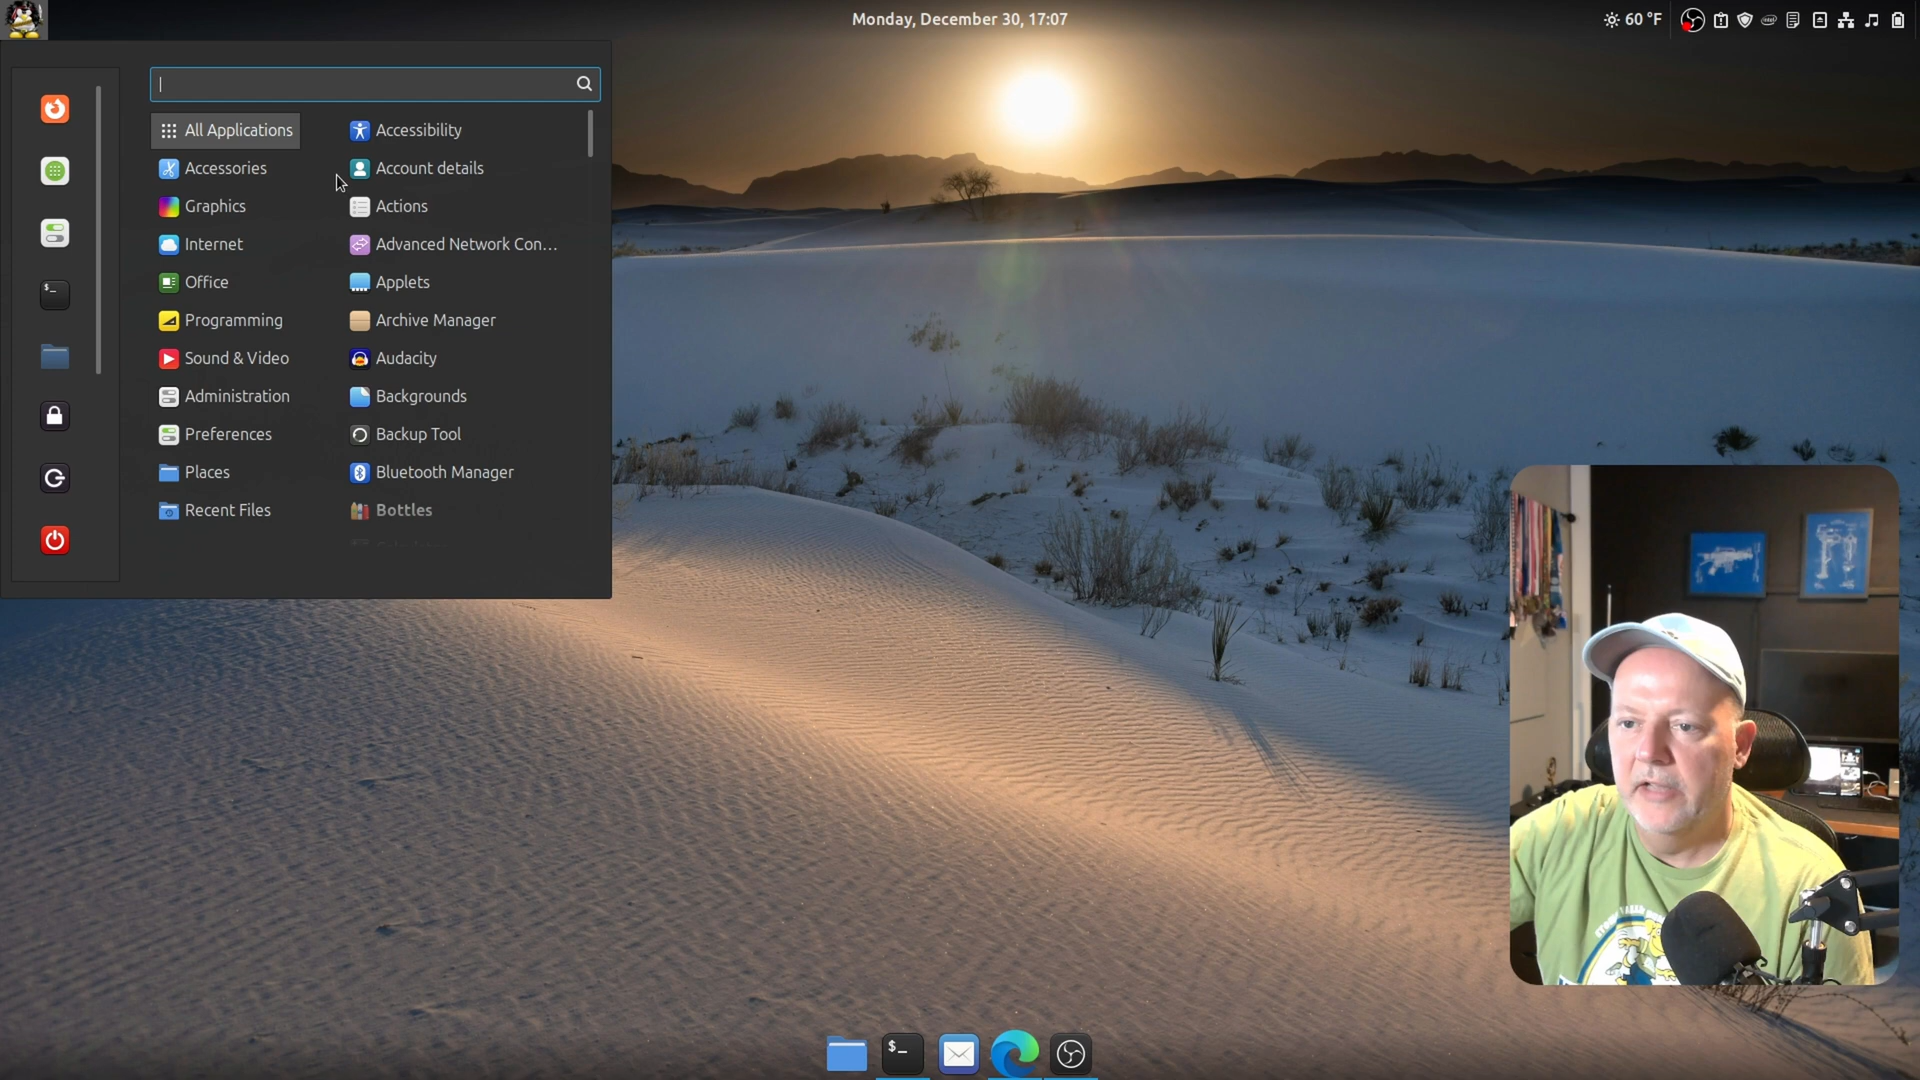 Monday, December 30, 17:07
60 °F
All Applications
Accessories
Graphics
Internet
Office
Programming
Sound & Video
Administration
Preferences
Places
Recent Files
Accessibility
Account details
Actions
Advanced Network Con...
Applets
Archive Manager
Audacity
Backgrounds
Backup Tool
Bluetooth Manager
Bottles
$_
$_